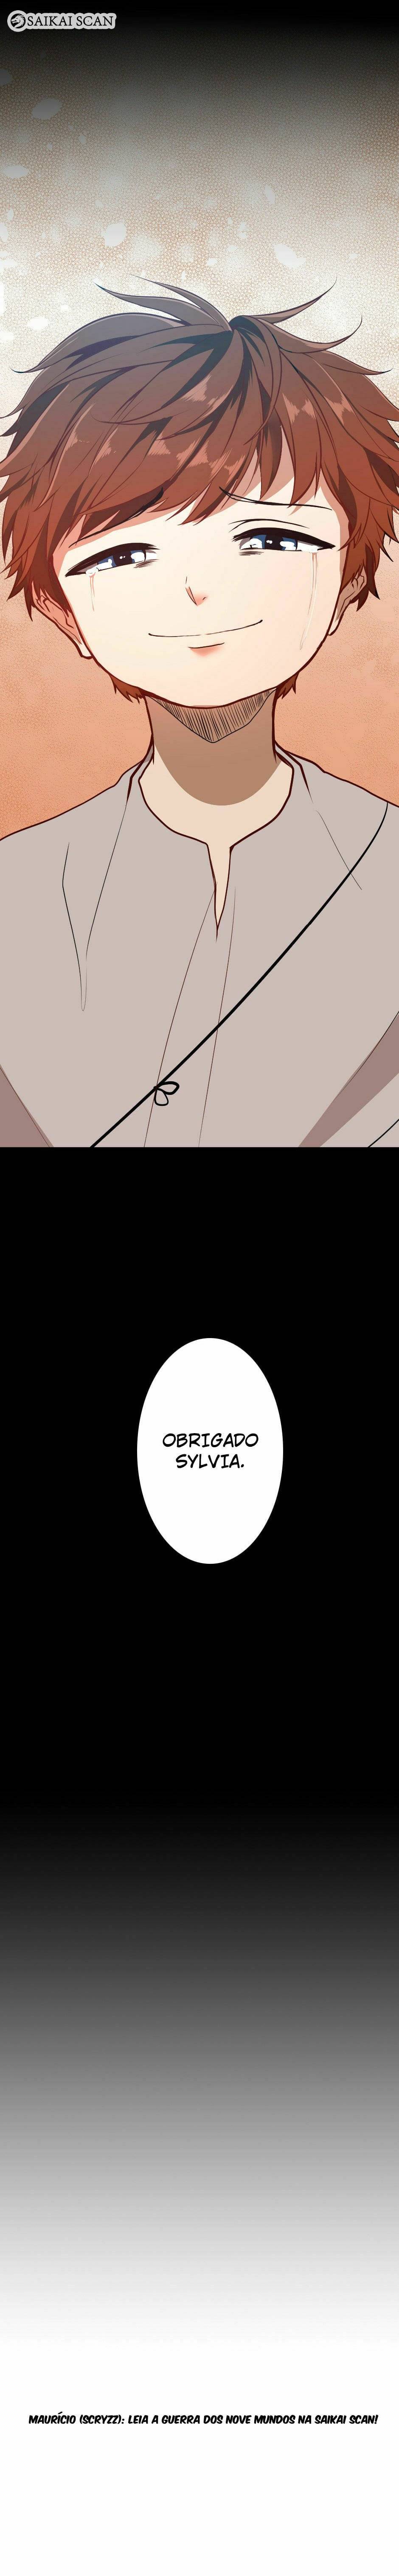 SAIKAI SCAN
OBRIGADO
SYLVIA.
MAURÍCIO (SCRYZZ): LEIA A GUERRA DOS NOVE MUNDOS NA SAIKAI SCAN!